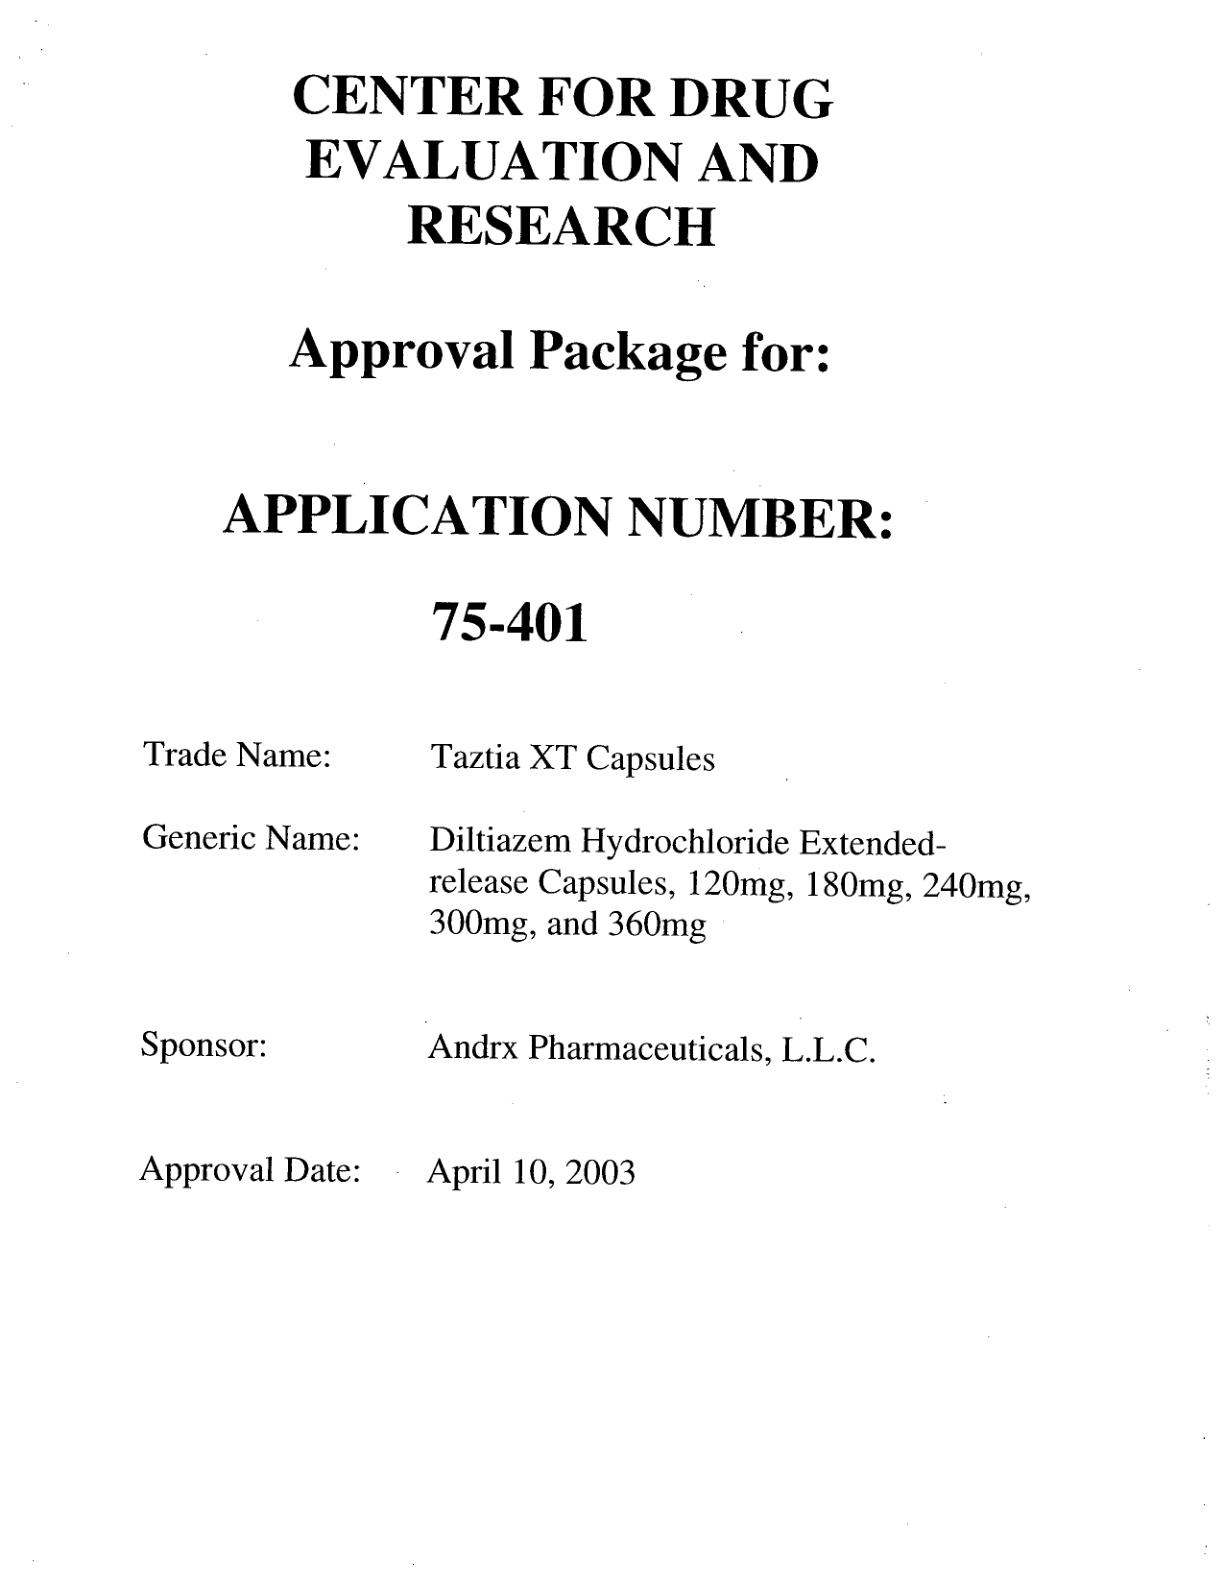 CENTER FOR DRUG
EVALUATION AND
RESEARCH
Approval Package for:
APPLICATION NUMBER:
75-401
Trade Name: Taztia XT Capsules
Generic Name: Diltiazem Hydrochloride Extended-
release Capsules, 120mg, 180mg, 240mg,
300mg, and 360mg
Sponsor: Andrx Pharmaceuticals, L.L.C.
Approval Date: April 10, 2003